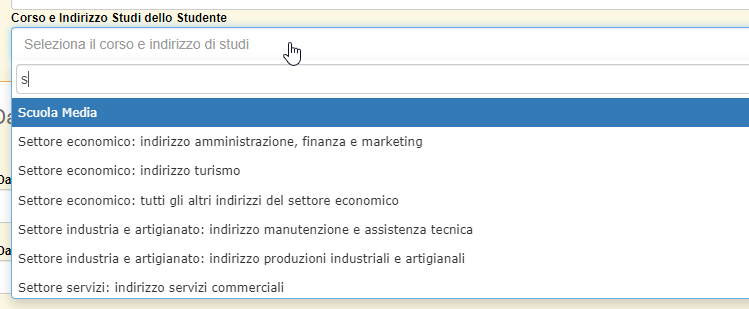 Corso e Indirizzo Studi dello Studente
Seleziona il corso e indirizzo di studi
s
Scuola Media
Settore economico: indirizzo amministrazione, finanza e marketing
Settore economico: indirizzo turismo
Settore economico: tutti gli altri indirizzi del settore economico
Settore industria e artigianato: indirizzo manutenzione e assistenza tecnica
Settore industria e artigianato: indirizzo produzioni industriali e artigianali
Settore servizi: indirizzo servizi commerciali